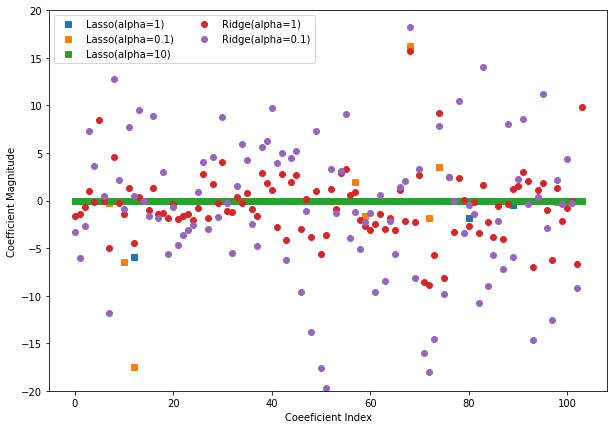 Lasso(alpha=1)
Lasso(alpha=0.1)
Lasso(alpha=10)
Ridge(alpha=1)
Ridge(alpha=0.1)
Coefficient Magnitude
20
15
10
5
0
−5
−10
−15
−20
0
20
40
60
80
100
Coeeficient Index